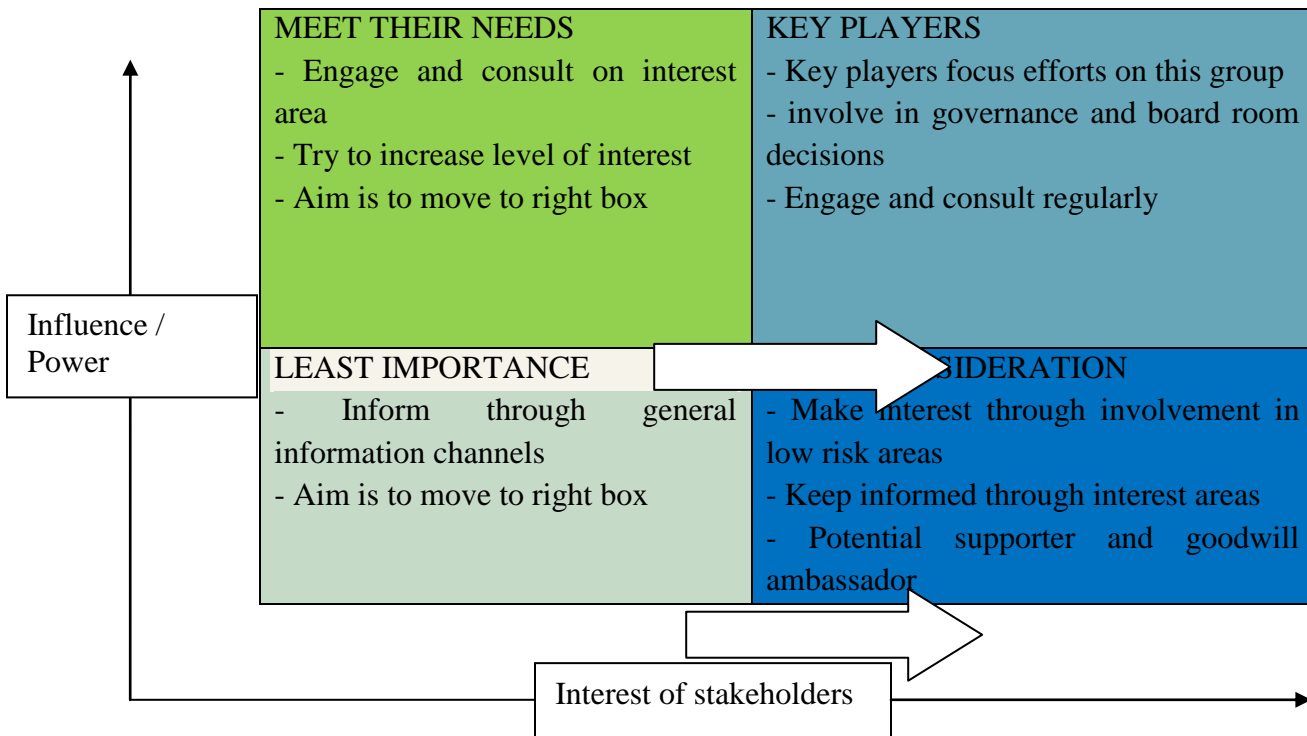 MEET THEIR NEEDS
- Engage and consult on interest
area
- Try to increase level of interest
- Aim is to move to right box
KEY PLAYERS
- Key players focus efforts on this group
- involve in governance and board room
decisions
- Engage and consult regularly
Influence /
Power
LEAST IMPORTANCE
- Inform through general
information channels
- Aim is to move to right box
- Make interest through involvement in
low risk areas
- Keep informed through interest areas
- Potential supporter and goodwill
ambassador
Interest of stakeholders